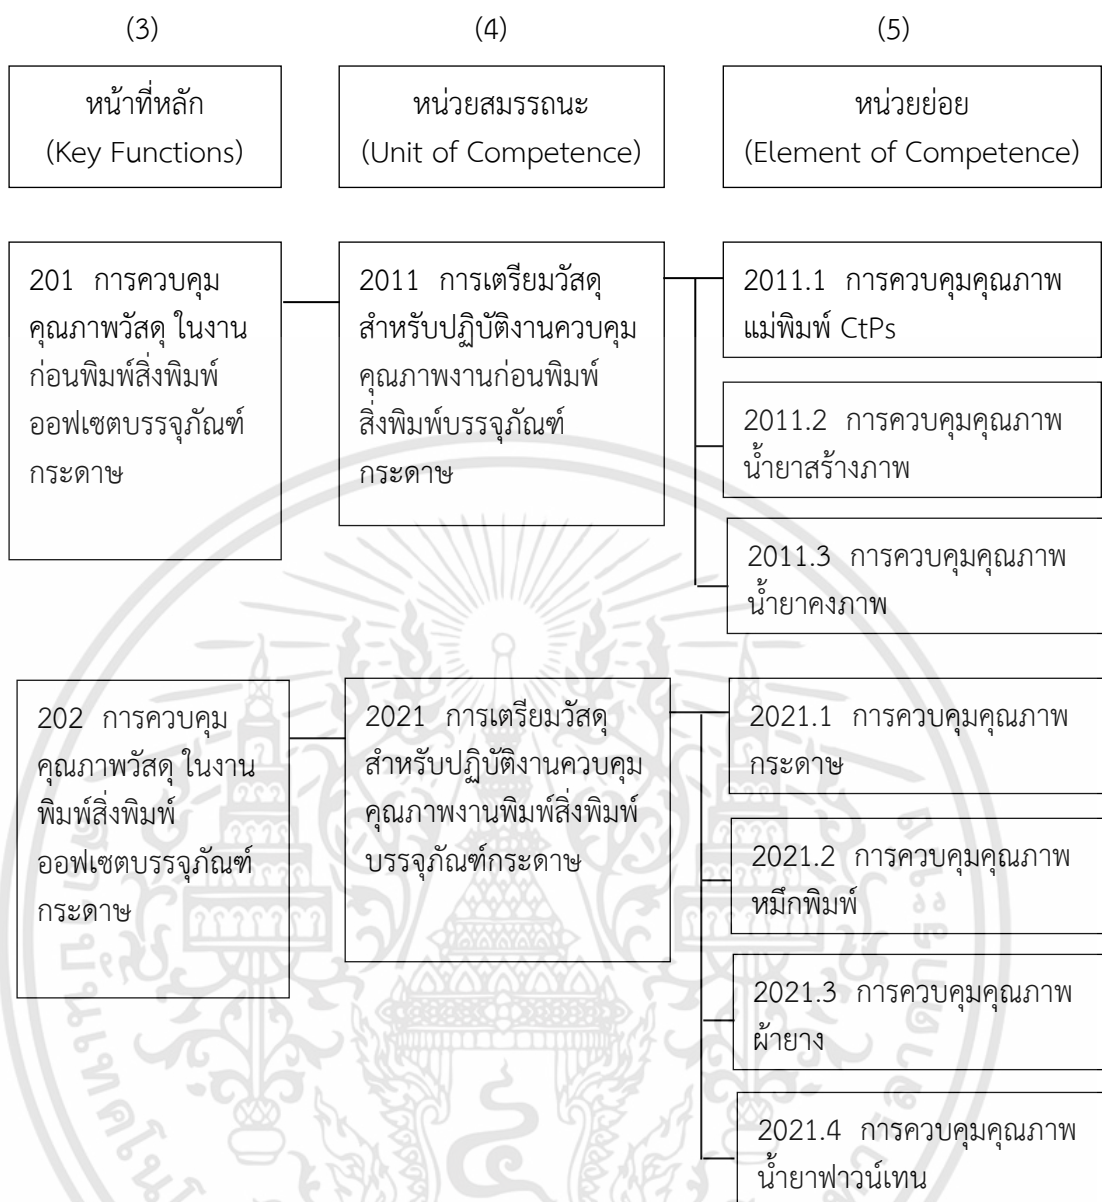 (3)
(4)
(5)
หน้าที่หลัก
(Key Functions)
หน่วยสมรรถนะ
(Unit of Competence)
หน่วยย่อย
(Element of Competence)
201 การควบคุม
คุณภาพวัสดุ ในงาน
ก่อนพิมพ์สิ่งพิมพ์
ออฟเซตบรรจุภัณฑ์
กระดาษ
2011 การเตรียมวัสดุ
สำหรับปฏิบัติงานควบคุม
คุณภาพงานก่อนพิมพ์
สิ่งพิมพ์บรรจุภัณฑ์
กระดาษ
2011.1 การควบคุมคุณภาพ
แม่พิมพ์ CtPs
2011.2 การควบคุมคุณภาพ
น้ำยาสร้างภาพ
2011.3 การควบคุมคุณภาพ
น้ำยาคงภาพ
202 การควบคุม
คุณภาพวัสดุ ในงาน
พิมพ์สิ่งพิมพ์
ออฟเซตบรรจุภัณฑ์
กระดาษ
2021 การเตรียมวัสดุ
สำหรับปฏิบัติงานควบคุม
คุณภาพงานพิมพ์สิ่งพิมพ์
บรรจุภัณฑ์กระดาษ
2021.1 การควบคุมคุณภาพ
กระดาษ
2021.2 การควบคุมคุณภาพ
หมึกพิมพ์
2021.3 การควบคุมคุณภาพ
ผ้ายาง
2021.4 การควบคุมคุณภาพ
น้ำยาฟาวน์เทน